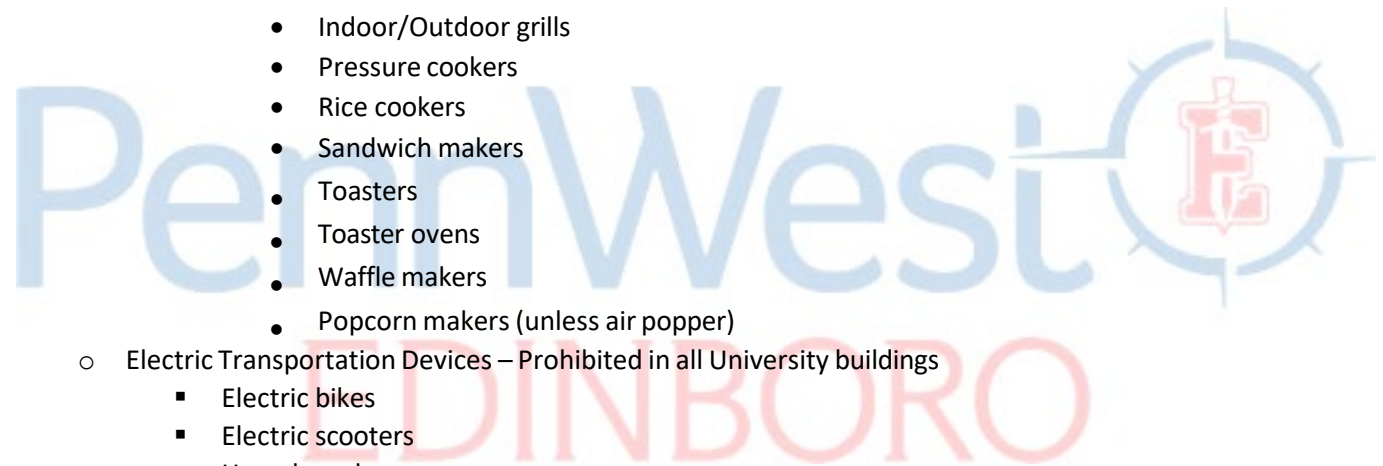 • Indoor/Outdoor grills
• Pressure cookers
• Rice cookers
• Sandwich makers
• Toasters
• Toaster ovens
• Waffle makers
• Popcorn makers (unless air popper)
o Electric Transportation Devices – Prohibited in all University buildings
▪ Electric bikes
▪ Electric scooters
PennWest
E
EDINBORO